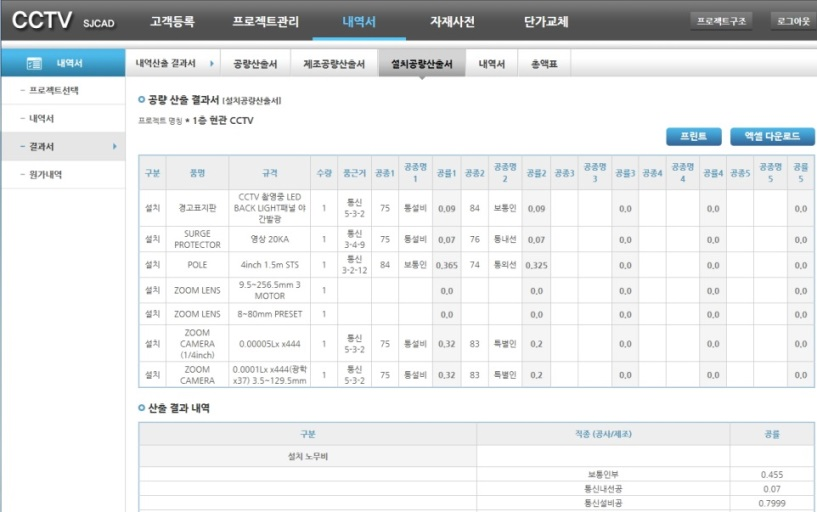 CCTV SJCAD 고객등록 프로젝트관리 내역서 자재사전 단가교체 프로젝트구조 로그아웃
내역서 내역산출 결과서 공량산출서 제조공량산출서 설치공량산출서 내역서 총액표
- 프로젝트선택
- 내역서
- 결과서
- 원가내역
공량 산출 결과서 [설치공량산출서]
프로젝트 명칭 * 1층 현관 CCTV
프린트 엑셀 다운로드
구분 품명 규격 수량 품근거 공종1 공종명1 공률1 공종2 공종명2 공률2 공종3 공종명3 공률3 공종4 공종명4 공률4 공종5 공종명5 공률5
설치 경고표지판 CCTV 촬영중 LED BACK LIGHT패널 야간발광 1 통신 5-3-2 75 통설비 0,09 84 보통인 0,09 0,0 0,0 0,0
설치 SURGE PROTECTOR 영상 20KA 1 통신 3-4-9 75 통설비 0,07 76 통내선 0,07 0,0 0,0 0,0
설치 POLE 4inch 1.5m STS 1 통신 3-2-12 84 보통인 0,365 74 통외선 0,325 0,0 0,0 0,0
설치 ZOOM LENS 9.5~256.5mm 3 MOTOR 1 0,0 0,0 0,0 0,0 0,0
설치 ZOOM LENS 8~80mm PRESET 1 0,0 0,0 0,0 0,0 0,0
설치 ZOOM CAMERA (1/4inch) 0.00005Lx x444 1 통신 5-3-2 75 통설비 0,32 83 특별인 0,2 0,0 0,0 0,0
설치 ZOOM CAMERA 0.0001Lx x444(광학 x37) 3.5~129.5mm 1 통신 5-3-2 75 통설비 0,32 83 특별인 0,2 0,0 0,0 0,0
산출 결과 내역
구분 직종 (공사/제조) 공률
설치 노무비
보통인부 0.455
통신내선공 0.07
통신설비공 0.7999